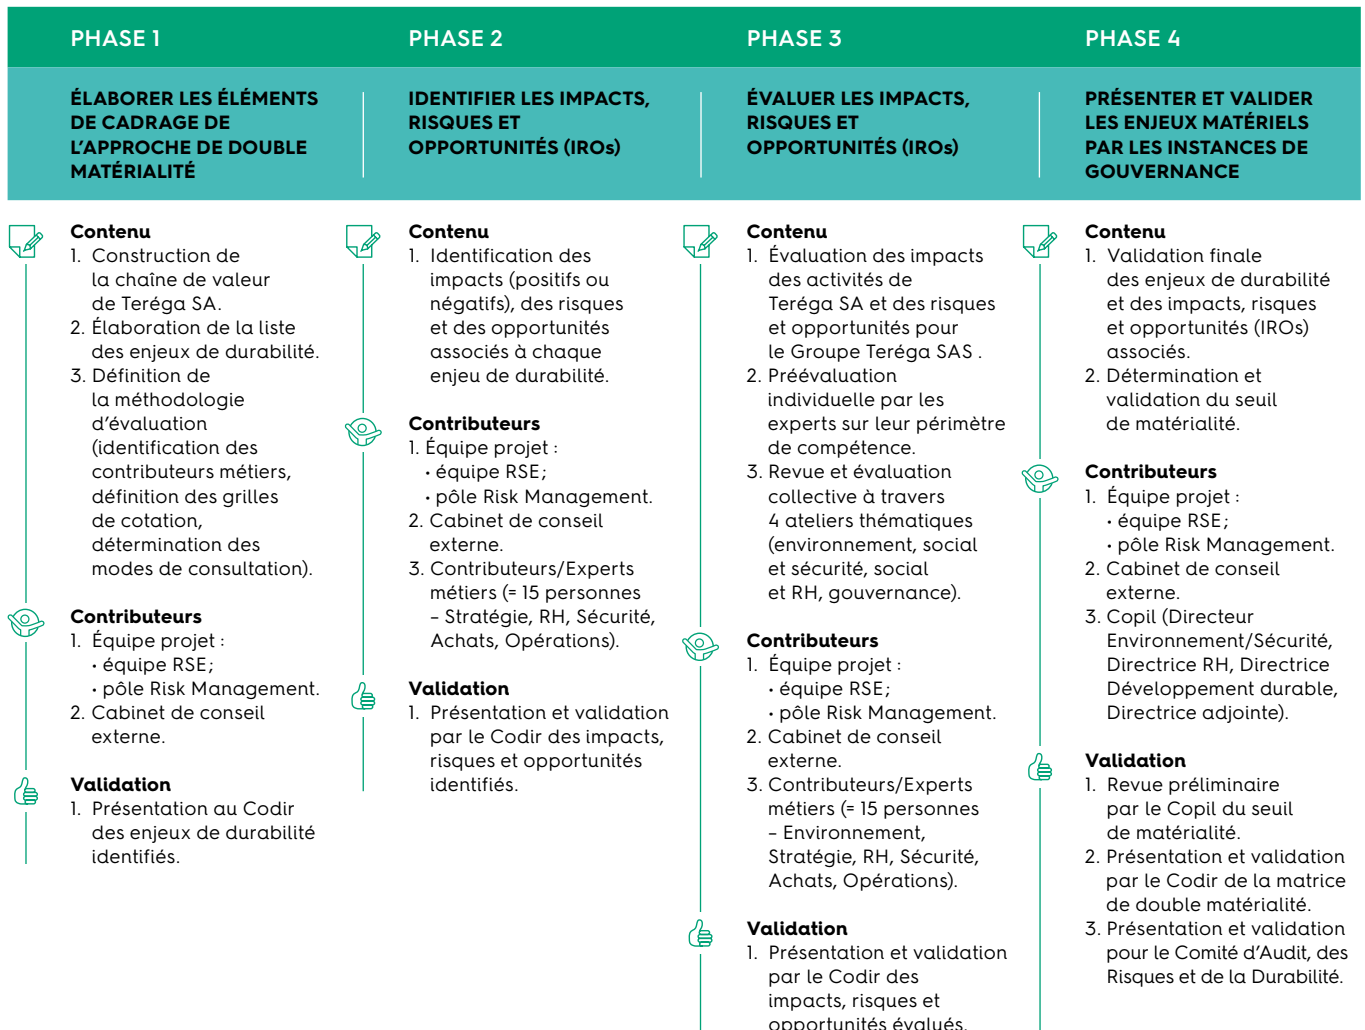 PHASE 1
ÉLABORER LES ÉLÉMENTS
DE CADRAGE DE
L'APPROCHE DE DOUBLE
MATÉRIALITÉ
Contenu
1. Construction de
la chaîne de valeur
de Teréga SA.
2. Élaboration de la liste
des enjeux de durabilité.
3. Définition de
la méthodologie
d'évaluation
(identification des
contributeurs métiers,
définition des grilles
de cotation,
détermination des
modes de consultation).
Contributeurs
1. Équipe projet :
• équipe RSE;
• pôle Risk Management.
2. Cabinet de conseil
externe.
Validation
1. Présentation au Codir
des enjeux de durabilité
identifiés.
PHASE 2
IDENTIFIER LES IMPACTS,
RISQUES ET
OPPORTUNITÉS (IROs)
Contenu
1. Identification des
impacts (positifs ou
négatifs), des risques
et des opportunités
associés à chaque
enjeu de durabilité.
Contributeurs
1. Équipe projet :
• équipe RSE;
• pôle Risk Management.
2. Cabinet de conseil
externe.
3. Contributeurs/Experts
métiers (= 15 personnes
– Stratégie, RH, Sécurité,
Achats, Opérations).
Validation
1. Présentation et validation
par le Codir des impacts,
risques et opportunités
identifiés.
PHASE 3
ÉVALUER LES IMPACTS,
RISQUES ET
OPPORTUNITÉS (IROs)
Contenu
1. Évaluation des impacts
des activités de
Teréga SA et des risques
et opportunités pour
le Groupe Teréga SAS .
2. Préévaluation
individuelle par les
experts sur leur périmètre
de compétence.
3. Revue et évaluation
collective à travers
4 ateliers thématiques
(environnement, social
et sécurité, social
et RH, gouvernance).
Contributeurs
1. Équipe projet :
• équipe RSE;
• pôle Risk Management.
2. Cabinet de conseil
externe.
3. Contributeurs/Experts
métiers (= 15 personnes
– Environnement,
Stratégie, RH, Sécurité,
Achats, Opérations).
Validation
1. Présentation et validation
par le Codir des
impacts, risques et
opportunités évalués.
PHASE 4
PRÉSENTER ET VALIDER
LES ENJEUX MATÉRIELS
PAR LES INSTANCES DE
GOUVERNANCE
Contenu
1. Validation finale
des enjeux de durabilité
et des impacts, risques
et opportunités (IROs)
associés.
2. Détermination et
validation du seuil
de matérialité.
Contributeurs
1. Équipe projet :
• équipe RSE;
• pôle Risk Management.
2. Cabinet de conseil
externe.
3. Copil (Directeur
Environnement/Sécurité,
Directrice RH, Directrice
Développement durable,
Directrice adjointe).
Validation
1. Revue préliminaire
par le Copil du seuil
de matérialité.
2. Présentation et validation
par le Codir de la matrice
de double matérialité.
3. Présentation et validation
pour le Comité d'Audit, des
Risques et de la Durabilité.